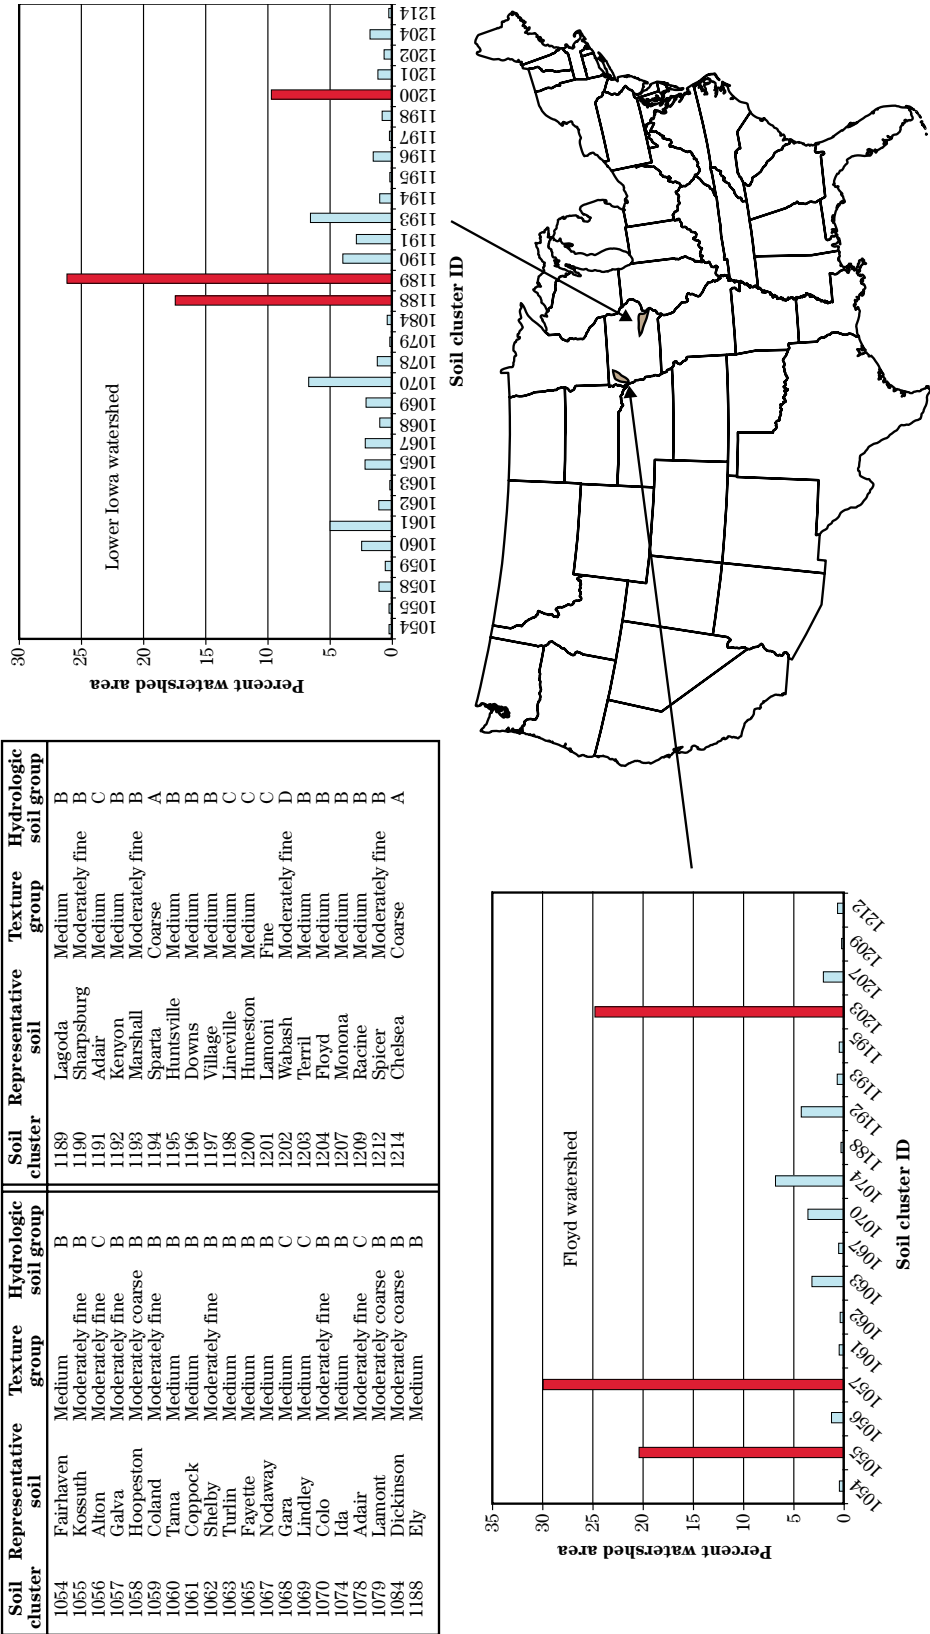 Soil Representative Texture Hydrologic Soil Representative Texture Hydrologic
cluster soil group soil group cluster soil group soil group
1054 Fairhaven Medium B 1189 Lagoda Medium B
1055 Kossuth Moderately fine B 1190 Sharpsburg Moderately fine B
1056 Alton Moderately fine C 1191 Adair Medium C
1057 Galva Moderately fine B 1192 Kenyon Medium B
1058 Hoopeston Moderately coarse B 1193 Marshall Moderately fine B
1059 Coland Moderately fine B 1194 Sparta Coarse A
1060 Tama Medium B 1195 Huntsville Medium B
1061 Coppock Medium B 1196 Downs Medium B
1062 Shelby Moderately fine B 1197 Village Medium B
1063 Turlin Medium B 1198 Lineville Medium C
1065 Fayette Medium B 1200 Humeston Medium C
1067 Nodaway Medium B 1201 Lamoni Fine C
1068 Gara Medium C 1202 Wabash Moderately fine D
1069 Lindley Medium C 1203 Terril Medium B
1070 Colo Moderately fine B 1204 Floyd Medium B
1074 Ida Medium B 1207 Monona Medium B
1078 Adair Moderately fine C 1209 Racine Medium B
1079 Lamont Moderately coarse B 1212 Spicer Moderately fine B
1084 Dickinson Moderately coarse B 1214 Chelsea Coarse A
1188 Ely Medium B
Percent watershed area
30
25
20
15
10
5
0
Lower Iowa watershed
1054 1055 1058 1059 1060 1061 1062 1063 1065 1067 1068 1069 1070 1078 1079 1084 1188 1189 1190 1191 1193 1194 1195 1196 1197 1198 1200 1201 1202 1204 1214
Soil cluster ID
Percent watershed area
35
30
25
20
15
10
5
0
Floyd watershed
1054 1055 1056 1057 1061 1062 1063 1067 1070 1074 1188 1192 1193 1195 1203 1207 1209 1212
Soil cluster ID